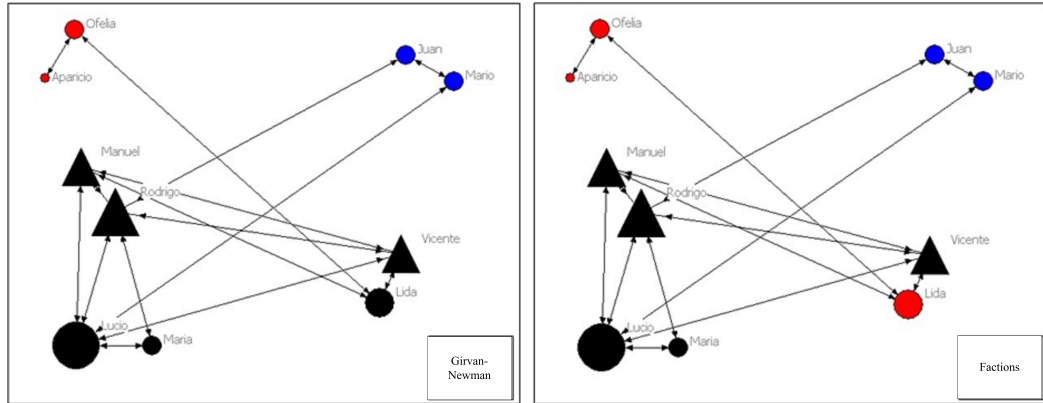 Ofelia
Juan
Aparicio
Mario
Manuel
Rodrigo
Vicente
Lida
Lucio
Maria
Girvan-
Newman
Ofelia
Juan
Aparicio
Mario
Manuel
Rodrigo
Vicente
Lida
Lucio
Maria
Factions